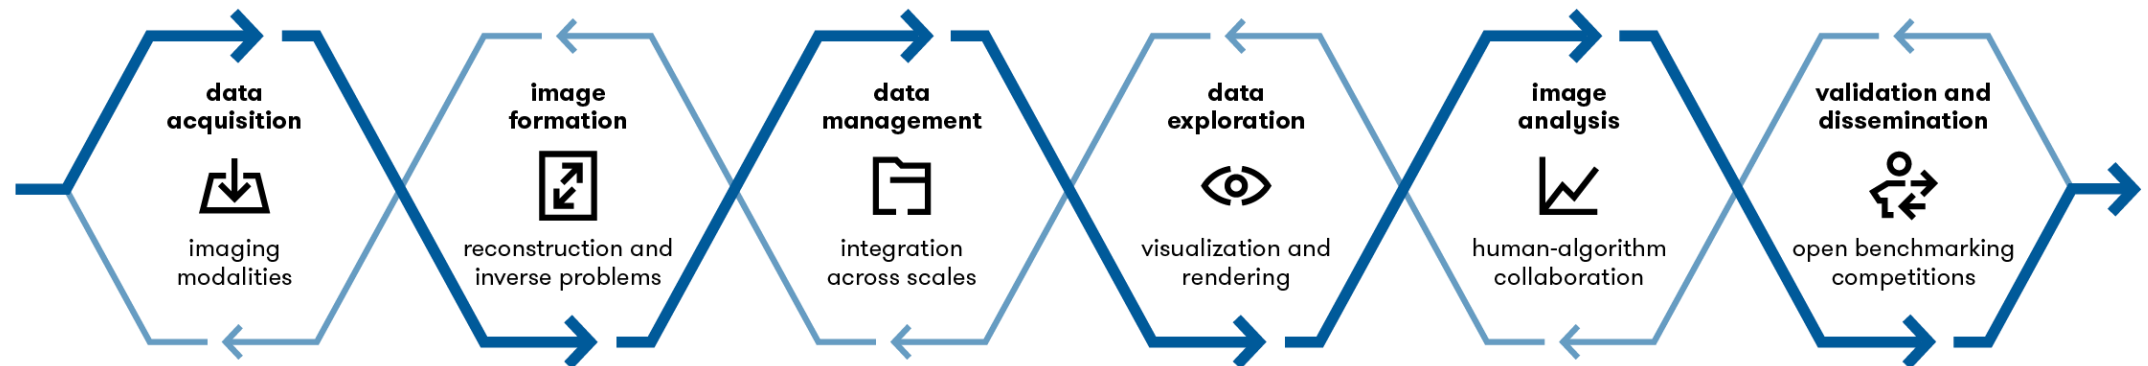 data
acquisition
imaging
modalities
image
formation
reconstruction and
inverse problems
data
management
integration
across scales
data
exploration
visualization and
rendering
image
analysis
human-algorithm
collaboration
validation and
dissemination
open benchmarking
competitions